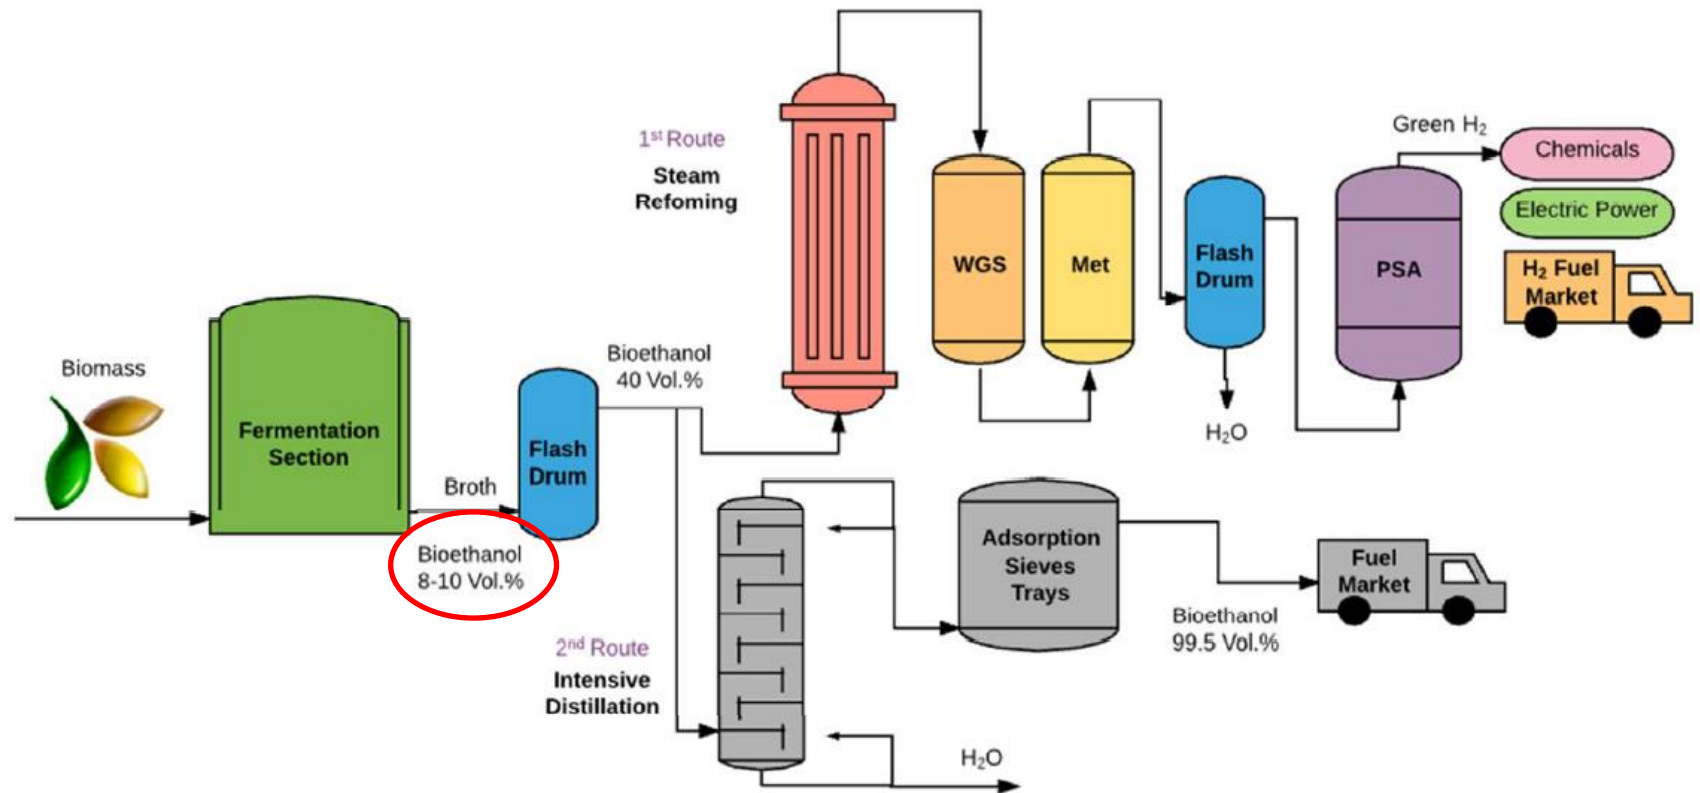 Biomass
Fermentation
Section
Broth
Bioethanol
8-10 Vol.%
Flash
Drum
Bioethanol
40 Vol.%
1st Route
Steam
Refoming
WGS
Met
Flash
Drum
H₂O
PSA
Green H₂
Chemicals
Electric Power
H₂ Fuel
Market
2nd Route
Intensive
Distillation
H₂O
Adsorption
Sieves
Trays
Bioethanol
99.5 Vol.%
Fuel
Market